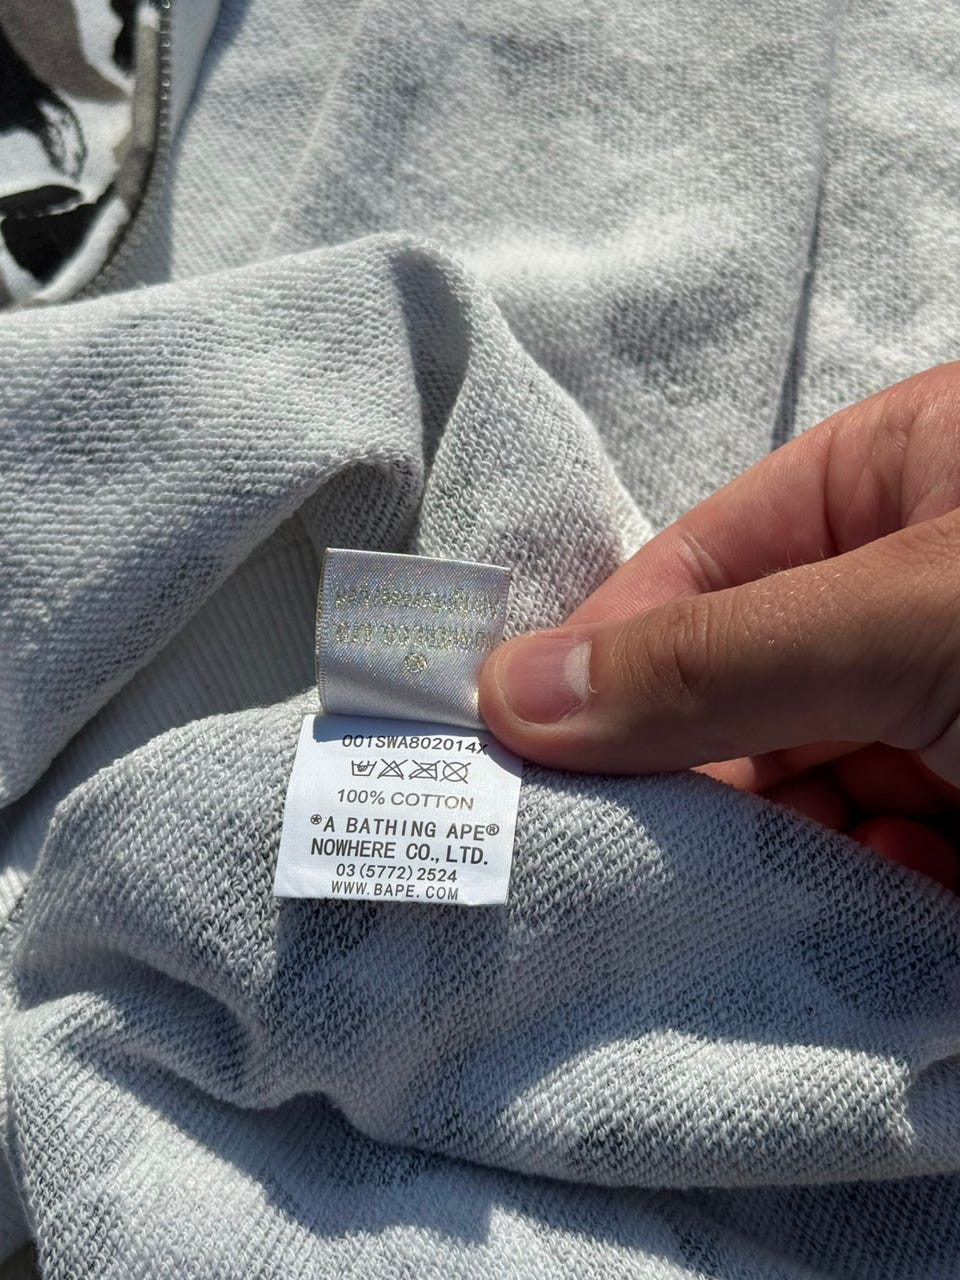 001SWA802014X
100% COTTON
*A BATHING APE®
NOWHERE CO., LTD.
03(5772)2524
WWW.BAPE.COM